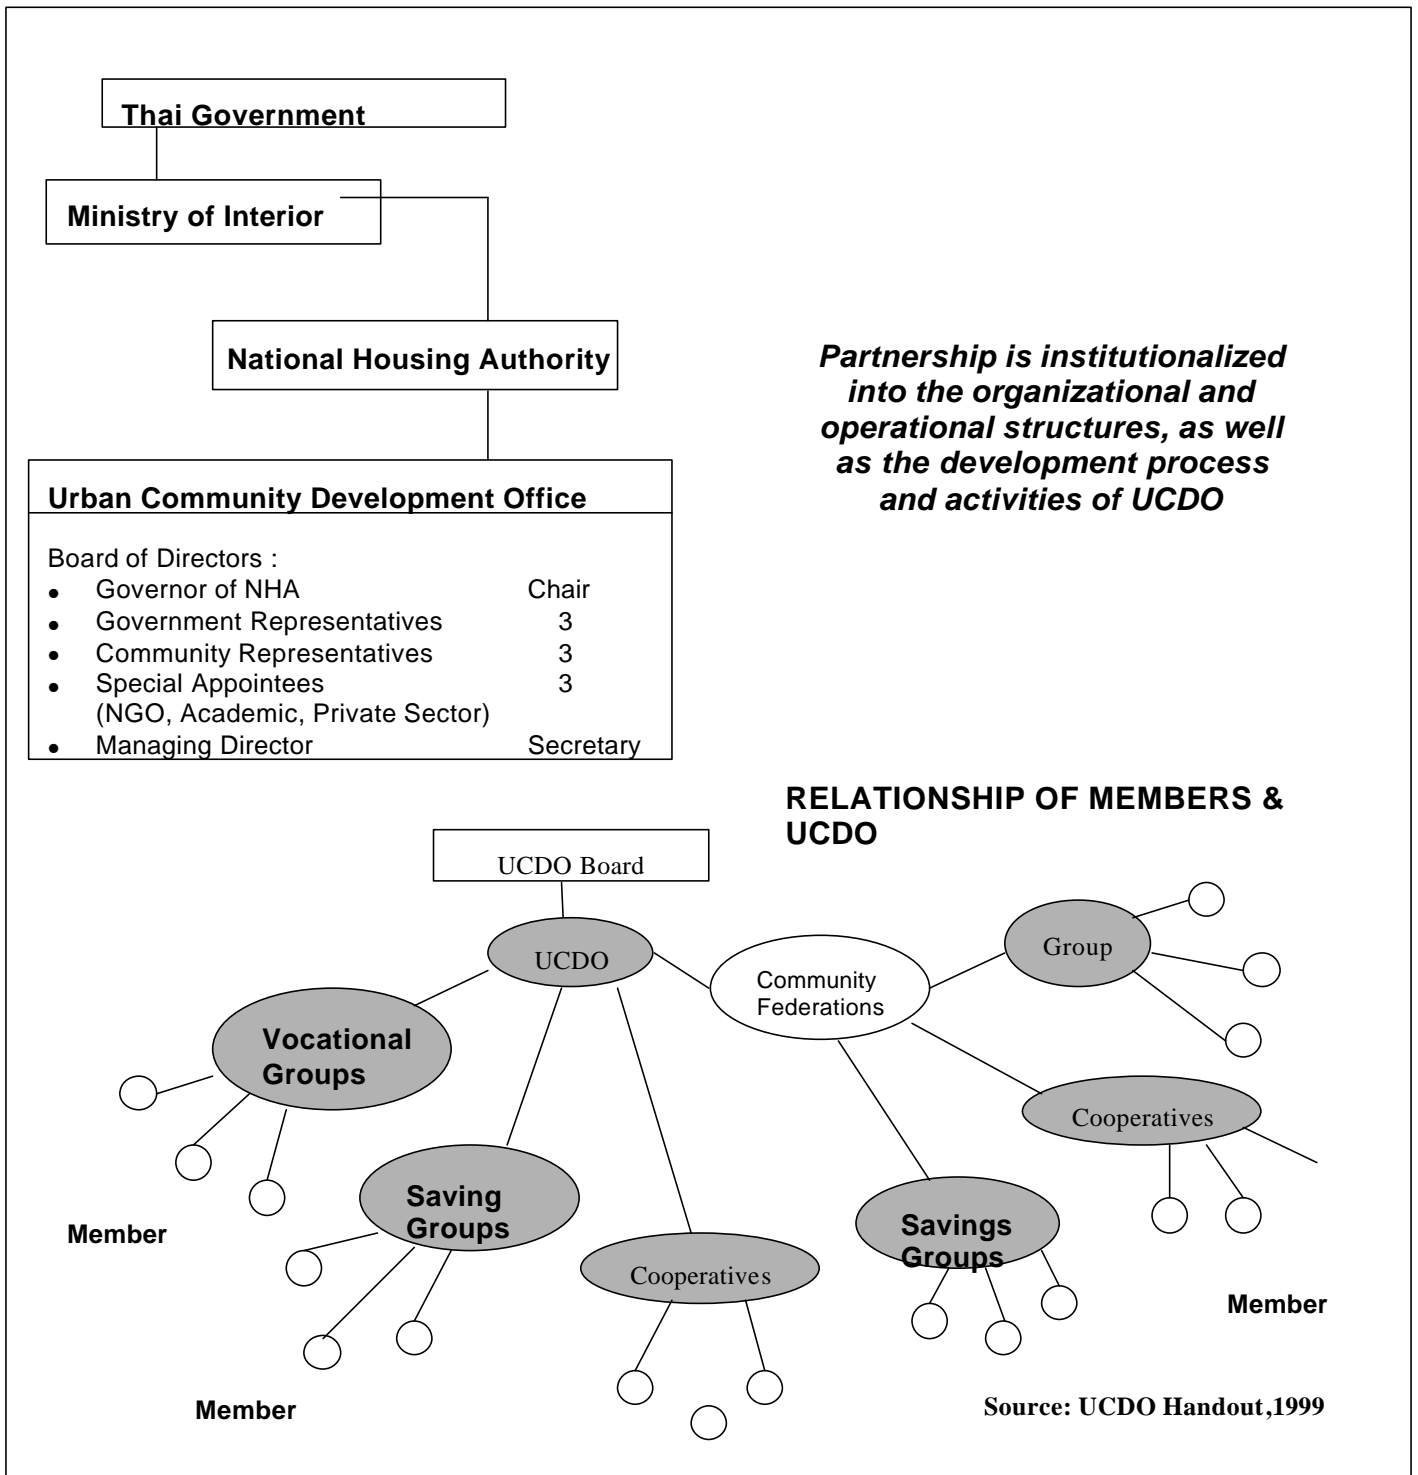 Thai Government
Ministry of Interior
National Housing Authority
Partnership is institutionalized
into the organizational and
operational structures, as well
as the development process
and activities of UCDO
Urban Community Development Office
Board of Directors :
• Governor of NHA Chair
• Government Representatives 3
• Community Representatives 3
• Special Appointees 3
(NGO, Academic, Private Sector)
• Managing Director Secretary
RELATIONSHIP OF MEMBERS &
UCDO
UCDO Board
UCDO
Community
Federations
Group
Vocational
Groups
Cooperatives
Saving
Groups
Savings
Groups
Cooperatives
Member
Member
Member
Source: UCDO Handout,1999